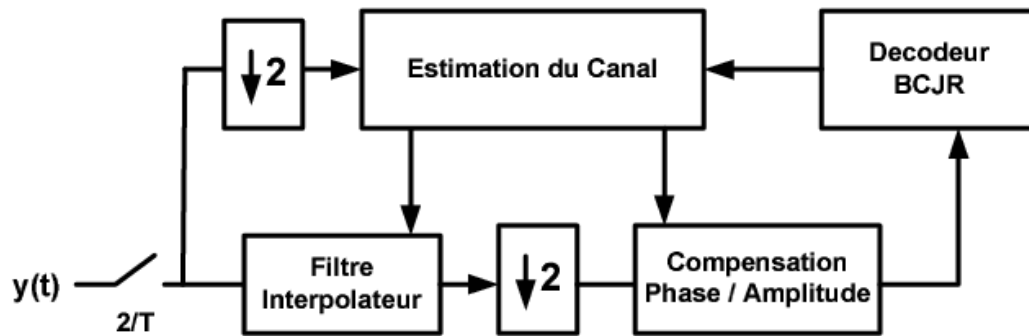 ↓2
Estimation du Canal
Decodeur
BCJR
y(t)
2/T
Filtre
Interpolateur
↓2
Compensation
Phase / Amplitude